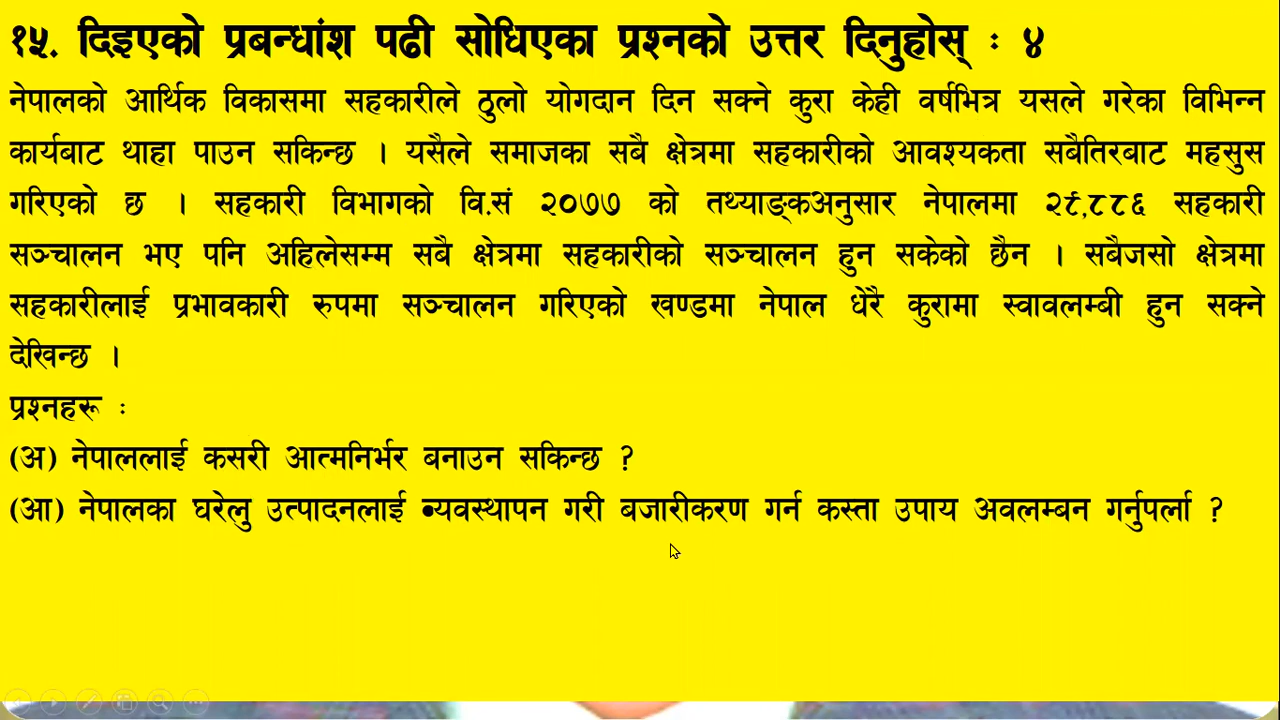 १५. दिइएको प्रबन्धांश पढी सोधिएका प्रश्नको उत्तर दिनुहोस् : ४
नेपालको आर्थिक विकासमा सहकारीले ठुलो योगदान दिन सक्ने कुरा केही वर्षभित्र यसले गरेका विभिन्न
कार्यबाट थाहा पाउन सकिन्छ । यसैले समाजका सबै क्षेत्रमा सहकारीको आवश्यकता सबैतिरबाट महसुस
गरिएको छ । सहकारी विभागको वि.सं २०७७ को तथ्याङ्कअनुसार नेपालमा २९,८८६ सहकारी
सञ्चालन भए पनि अहिलेसम्म सबै क्षेत्रमा सहकारीको सञ्चालन हुन सकेको छैन । सबैजसो क्षेत्रमा
सहकारीलाई प्रभावकारी रुपमा सञ्चालन गरिएको खण्डमा नेपाल धेरै कुरामा स्वावलम्बी हुन सक्ने
देखिन्छ ।
प्रश्नहरू :
(अ) नेपाललाई कसरी आत्मनिर्भर बनाउन सकिन्छ ?
(आ) नेपालका घरेलु उत्पादनलाई व्यवस्थापन गरी बजारीकरण गर्न कस्ता उपाय अवलम्बन गर्नुपर्ला ?